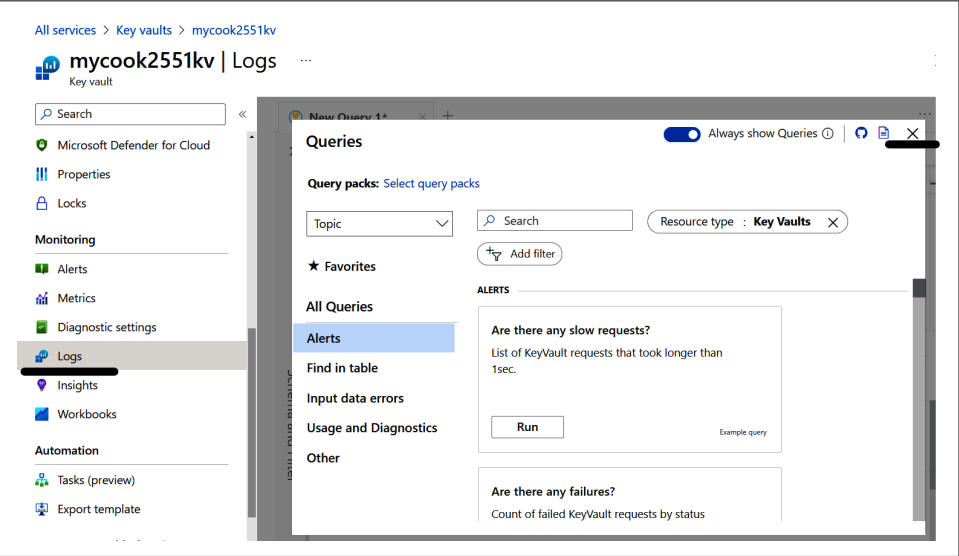 All services > Key vaults > mycook2551kv
mycook2551kv | Logs ...
Key vault
Search «
New Query 1*
Microsoft Defender for Cloud
Properties
Locks
Monitoring
Alerts
Metrics
Diagnostic settings
Logs
Insights
Workbooks
Automation
Tasks (preview)
Export template
Schema and Filter
Queries
Always show Queries
Query packs: Select query packs
Topic
Search
Resource type : Key Vaults
Add filter
★ Favorites
All Queries
Alerts
Find in table
Input data errors
Usage and Diagnostics
Other
ALERTS
Are there any slow requests?
List of KeyVault requests that took longer than
1sec.
Run
Example query
Are there any failures?
Count of failed KeyVault requests by status